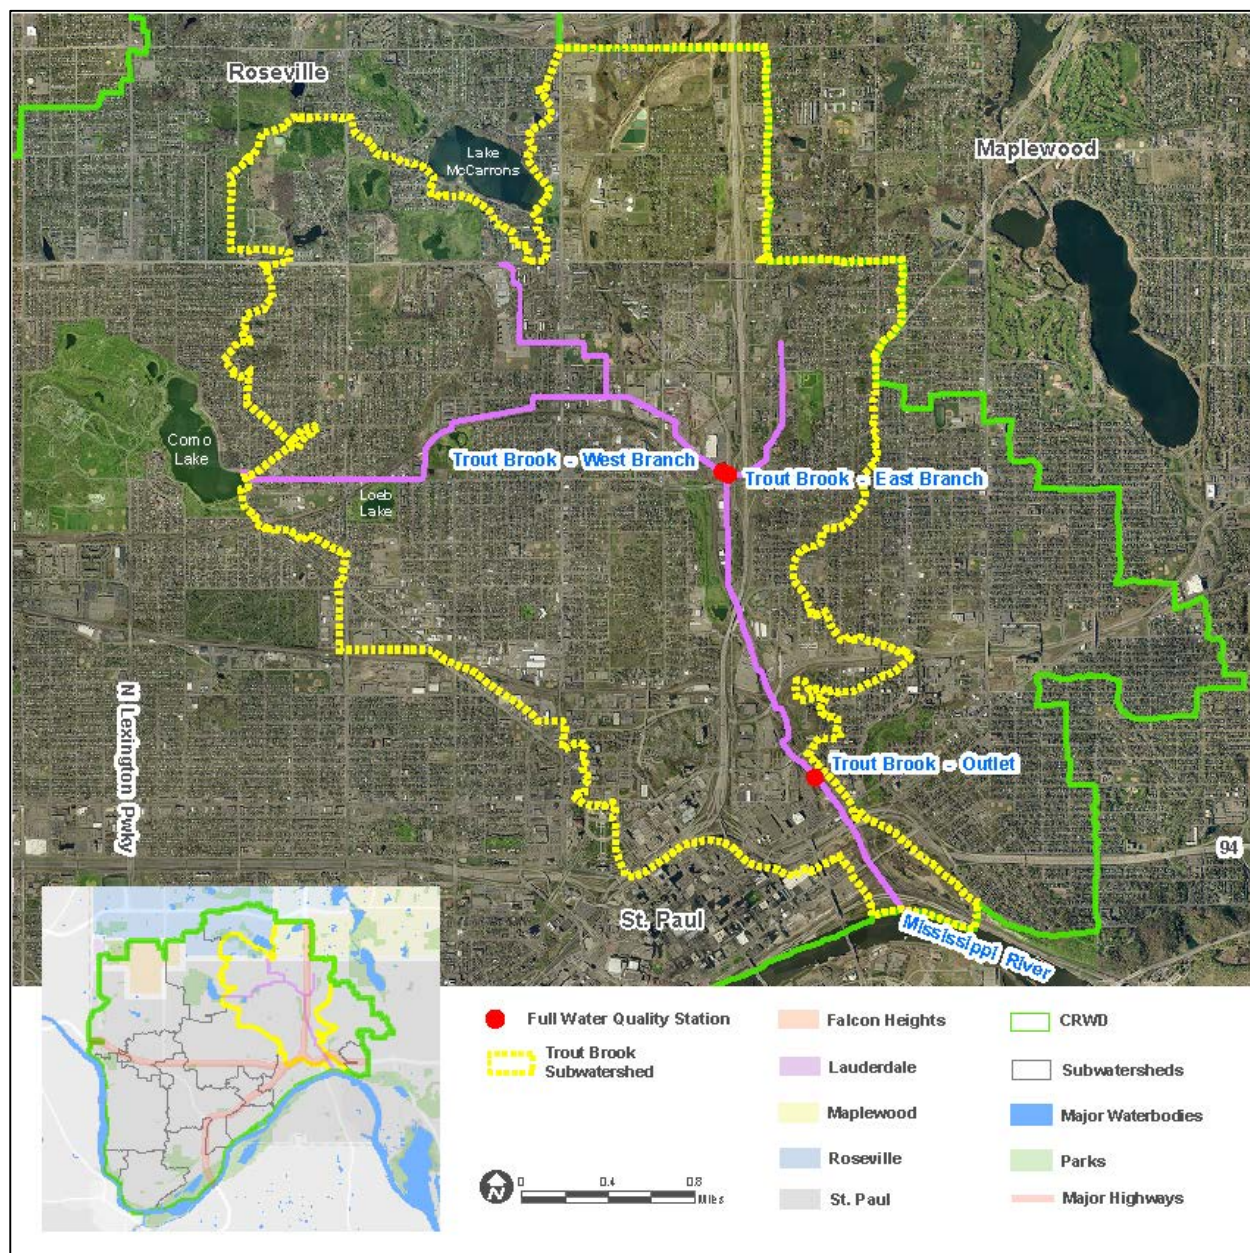 Roseville
Lake
McCarrons
Maplewood
Como
Lake
Loeb
Lake
Trout Brook - West Branch
Trout Brook - East Branch
N Lexington Pwky
Trout Brook - Outlet
94
St. Paul
Mississippi River
Full Water Quality Station
Trout Brook
Subwatershed
Falcon Heights
Lauderdale
Maplewood
Roseville
St. Paul
CRWD
Subwatersheds
Major Waterbodies
Parks
Major Highways
N
0 0.4 0.8
Miles